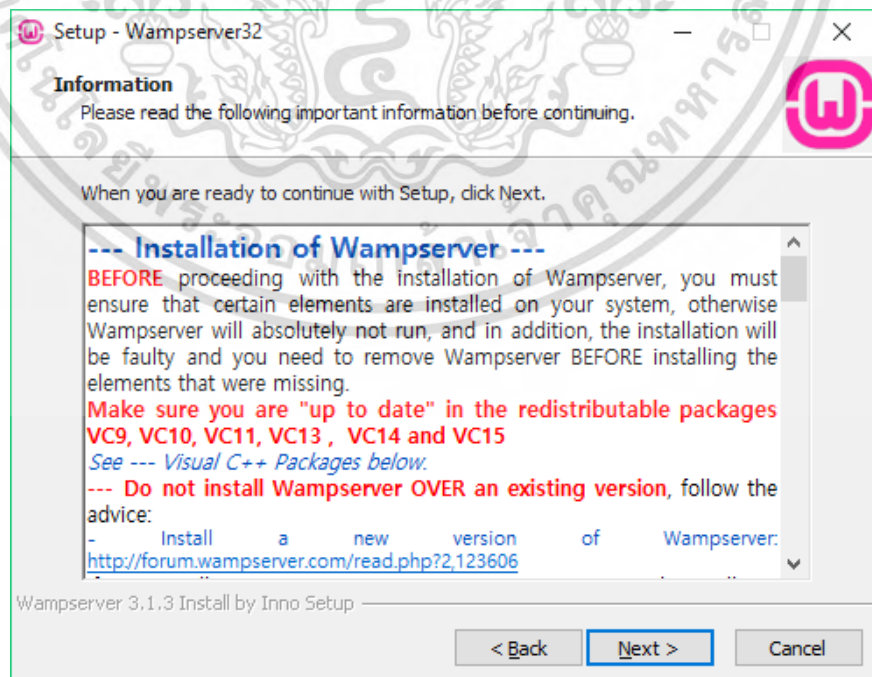 Setup - Wampserver32
Information
Please read the following important information before continuing.
When you are ready to continue with Setup, click Next.
--- Installation of Wampserver ---
BEFORE proceeding with the installation of Wampserver, you must
ensure that certain elements are installed on your system, otherwise
Wampserver will absolutely not run, and in addition, the installation will
be faulty and you need to remove Wampserver BEFORE installing the
elements that were missing.
Make sure you are "up to date" in the redistributable packages
VC9, VC10, VC11, VC13 , VC14 and VC15
See --- Visual C++ Packages below.
--- Do not install Wampserver OVER an existing version, follow the
advice:
- Install a new version of Wampserver:
http://forum.wampserver.com/read.php?2,123606
Wampserver 3.1.3 Install by Inno Setup
< Back
Next >
Cancel